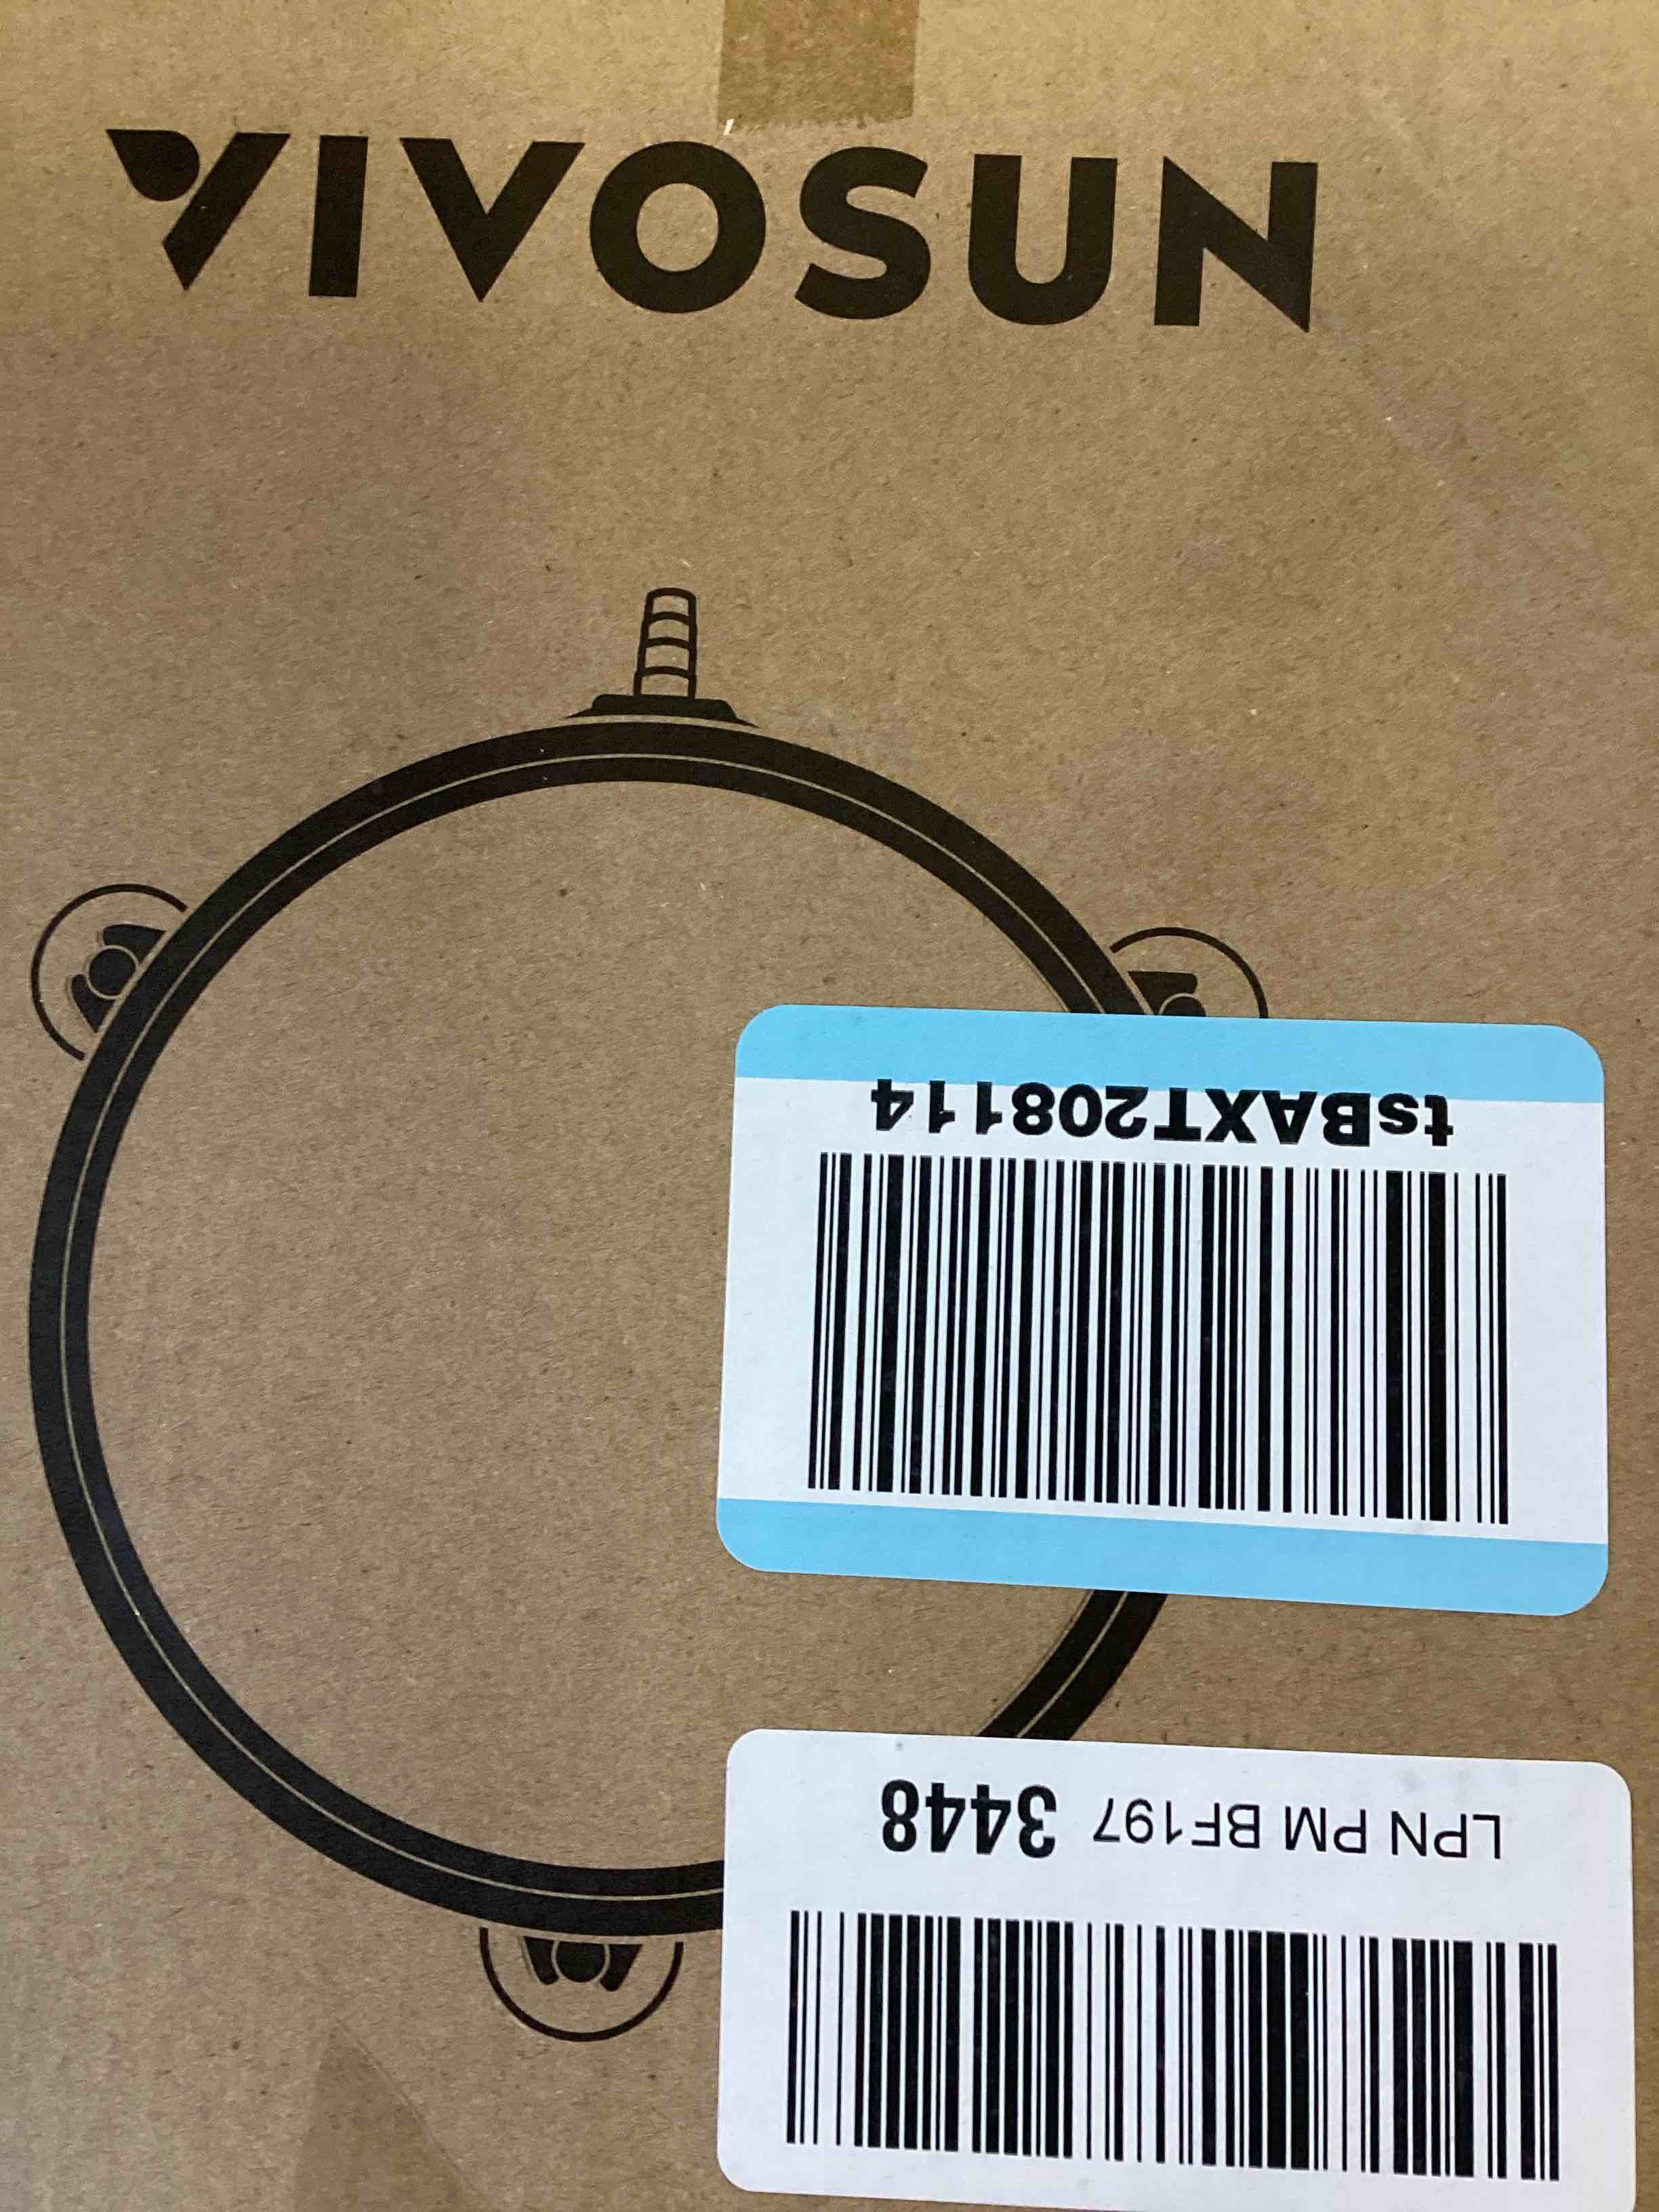 VIVOSUN
tsBAXT208114
LPN PM BF197 3448